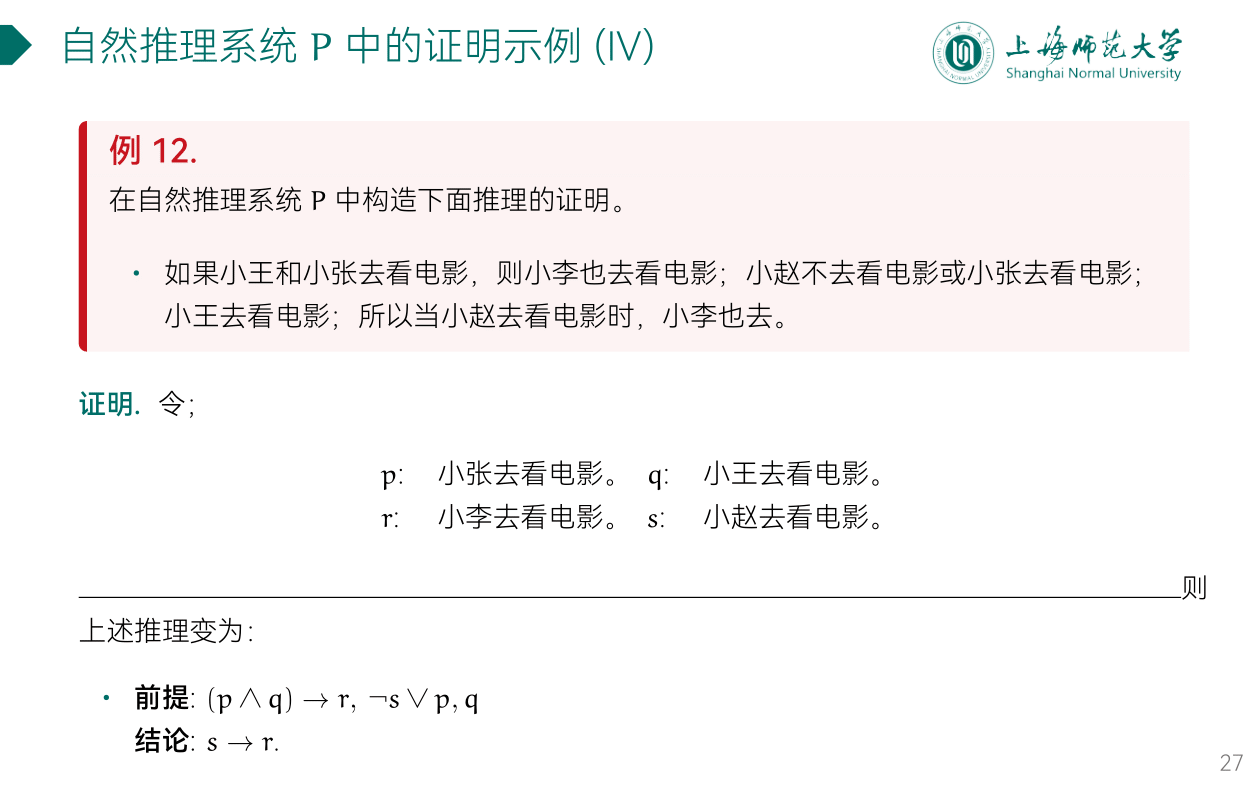 自然推理系统 P 中的证明示例 (IV)
上海师范大学
Shanghai Normal University
例 12.
在自然推理系统 P 中构造下面推理的证明。
• 如果小王和小张去看电影，则小李也去看电影；小赵不去看电影或小张去看电影；
小王去看电影；所以当小赵去看电影时，小李也去。
证明. 令；
p: 小张去看电影。 q: 小王去看电影。
r: 小李去看电影。 s: 小赵去看电影。
则
上述推理变为：
• 前提: (p ∧ q) → r, ¬s ∨ p, q
结论: s → r.
27